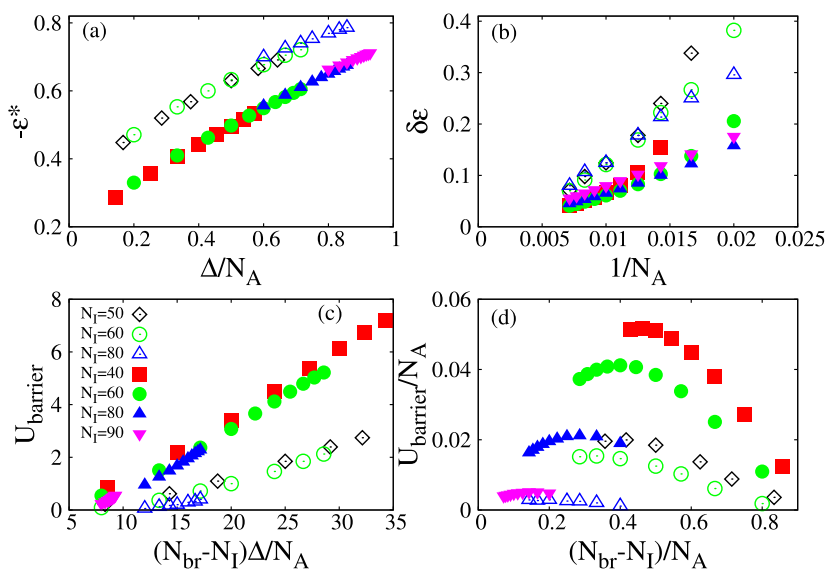 (a)
-ε*
0.8
0.6
0.4
0.2
0 0.2 0.4 0.6 0.8 1
Δ/N_A
(b)
δε
0.4
0.3
0.2
0.1
0
0.005 0.01 0.015 0.02 0.025
1/N_A
(c)
U_barrier
8
6
4
2
0
N_I=50
N_I=60
N_I=80
N_I=40
N_I=60
N_I=80
N_I=90
5 10 15 20 25 30 35
(N_br-N_I)Δ/N_A
(d)
U_barrier/N_A
0.06
0.04
0.02
0
0 0.2 0.4 0.6 0.8
(N_br-N_I)/N_A